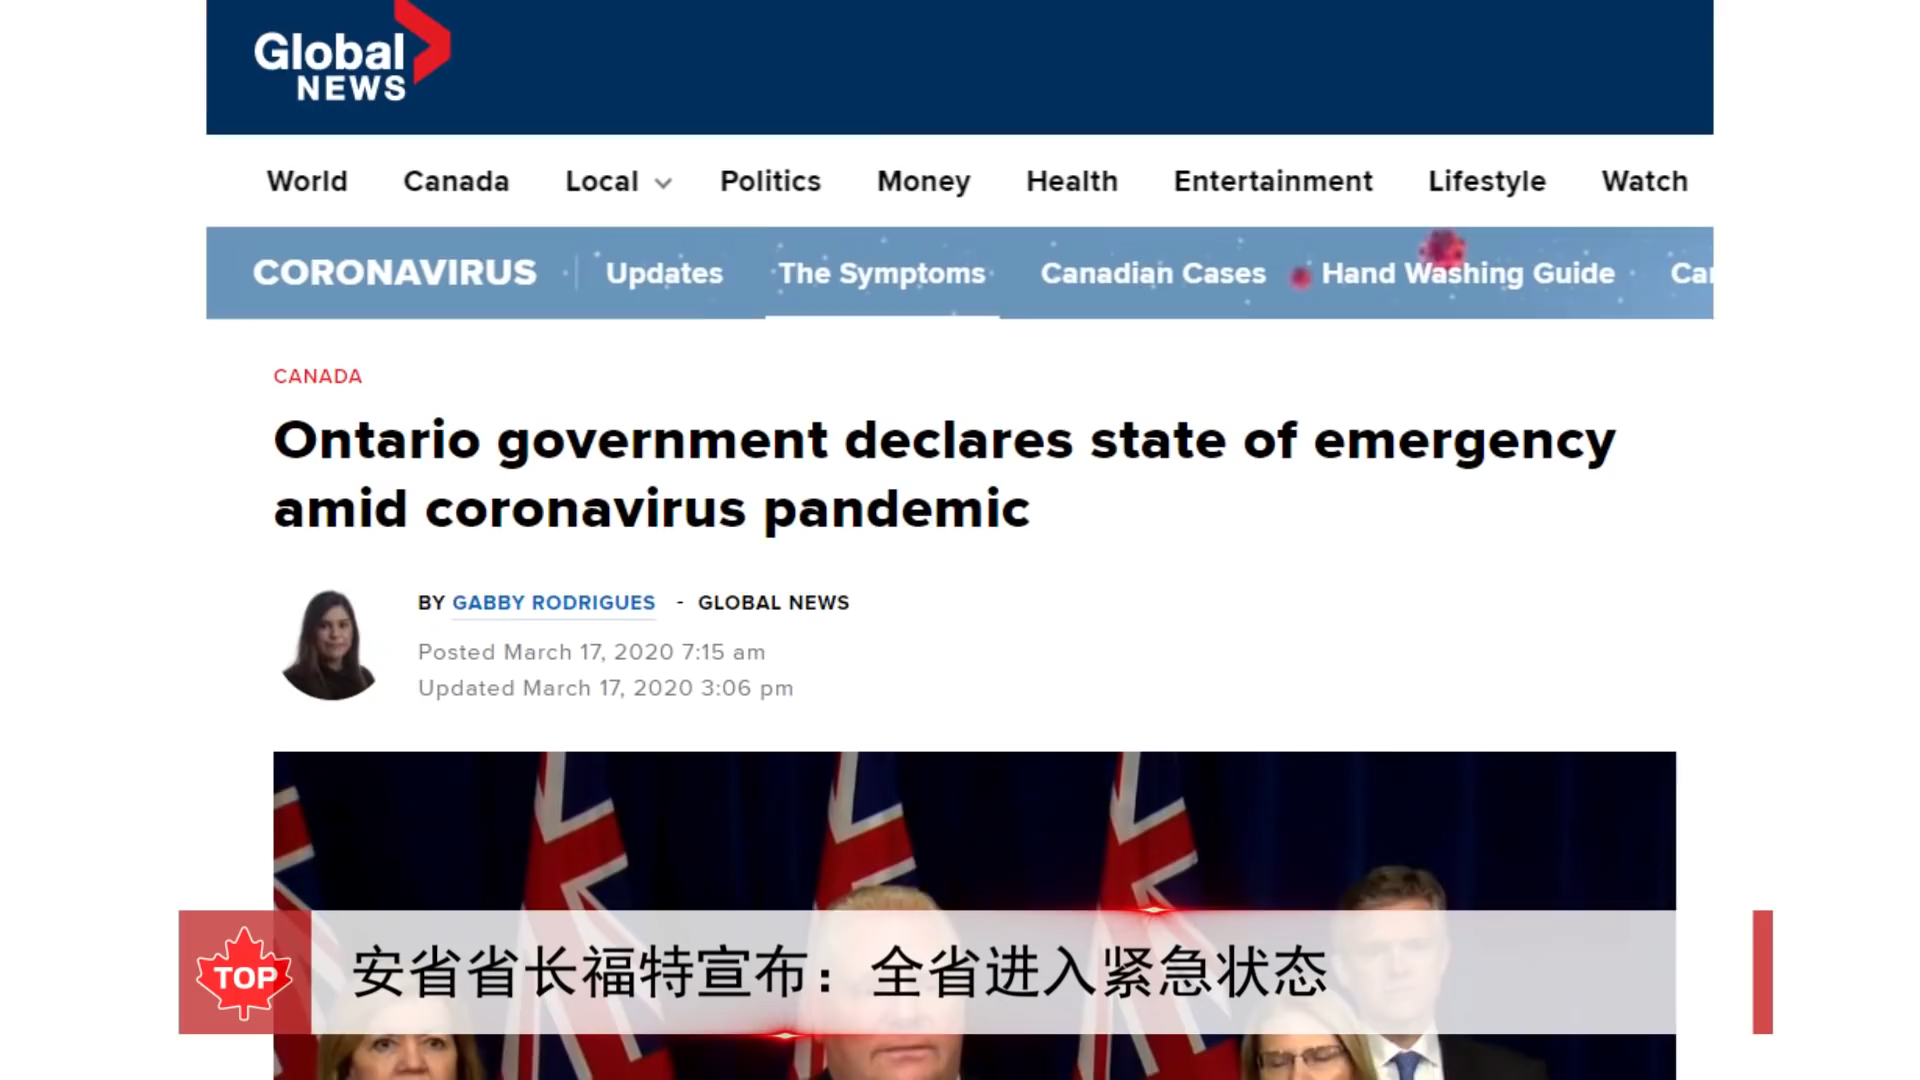 Global
NEWS
World Canada Local Politics Money Health Entertainment Lifestyle Watch
CORONAVIRUS Updates The Symptoms Canadian Cases Hand Washing Guide
CANADA
Ontario government declares state of emergency
amid coronavirus pandemic
BY GABBY RODRIGUES - GLOBAL NEWS
Posted March 17, 2020 7:15 am
Updated March 17, 2020 3:06 pm
TOP 安省省长福特宣布：全省进入紧急状态